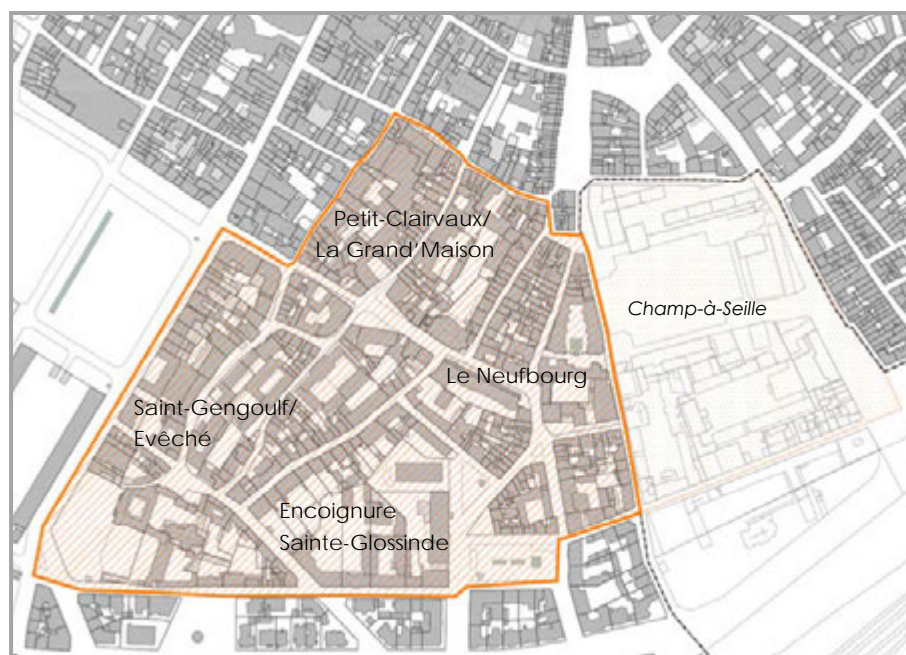 Petit-Clairvaux/
La Grand'Maison
Champ-à-Seille
Le Neufbourg
Saint-Gengoulf/
Evêché
Encoignure
Sainte-Glossinde